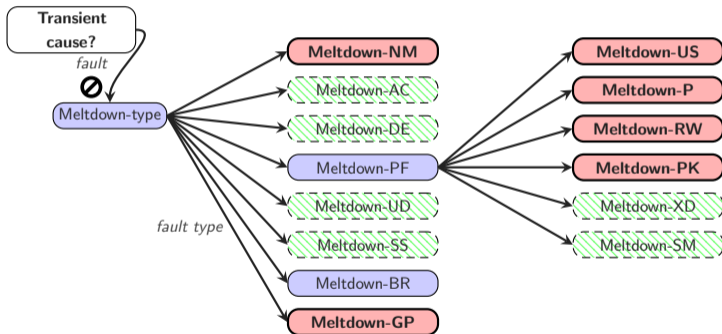 Transient
cause?
fault
Meltdown-type
fault type
Meltdown-NM
Meltdown-AC
Meltdown-DE
Meltdown-PF
Meltdown-UD
Meltdown-SS
Meltdown-BR
Meltdown-GP
Meltdown-US
Meltdown-P
Meltdown-RW
Meltdown-PK
Meltdown-XD
Meltdown-SM